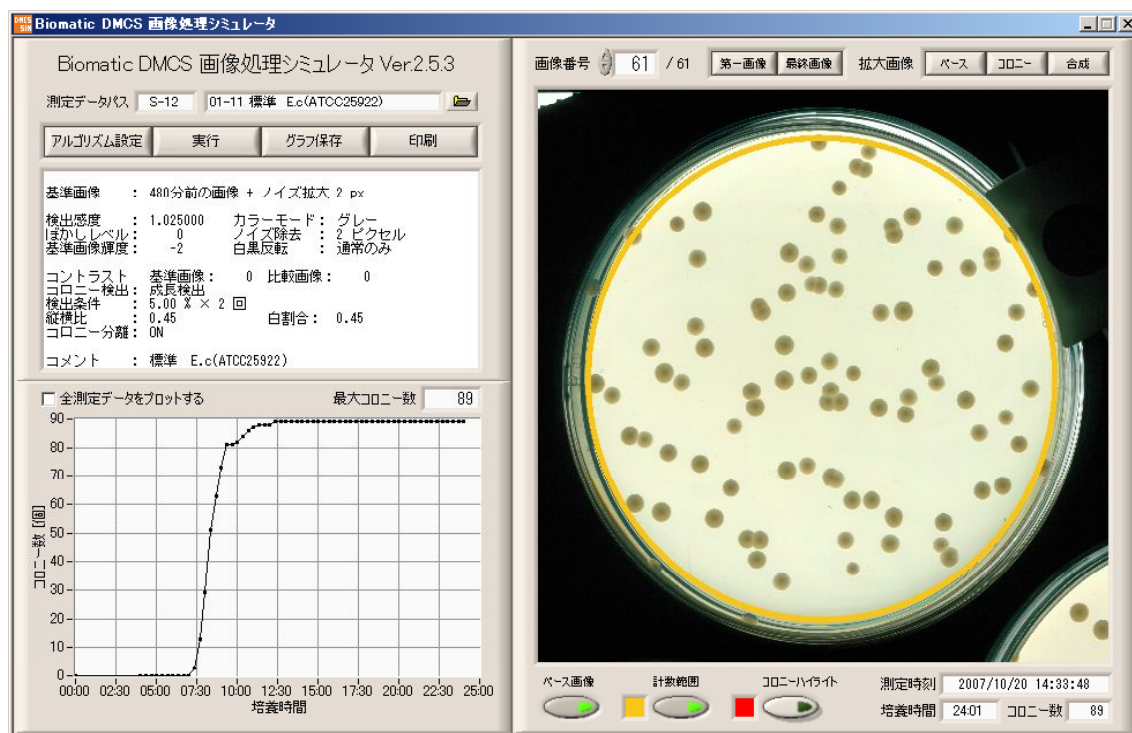 Biomatic DMCS 画像処理シミュレータ
Biomatic DMCS 画像処理シミュレータ Ver.2.5.3
測定データパス S-12 01-11 標準 E.c(ATCC25922)
アルゴリズム設定 実行 グラフ保存 印刷
基準画像 : 480分前の画像 + ノイズ拡大 2 px
検出感度 : 1.025000 カラーモード : グレー
ぼかしレベル: 0 ノイズ除去 : 2 ピクセル
基準画像輝度: -2 白黒反転 : 通常のみ
コントラスト 基準画像: 0 比較画像: 0
コロニー検出: 成長検出
検出条件 : 5.00 % × 2 回
縦横比 : 0.45 白割合: 0.45
コロニー分離: ON
コメント : 標準 E.c(ATCC25922)
全測定データをプロットする 最大コロニー数 89
90
80
70
60
50
40
30
20
10
0
コロニー数 [個]
00:00 02:30 05:00 07:30 10:00 12:30 15:00 17:30 20:00 22:30 25:00
培養時間
画像番号 61 / 61 第一画像 最終画像 拡大画像 ベース コロニー 合成
ベース画像 計数範囲 コロニーハイライト
測定時刻 2007/10/20 14:33:48
培養時間 24:01 コロニー数 89